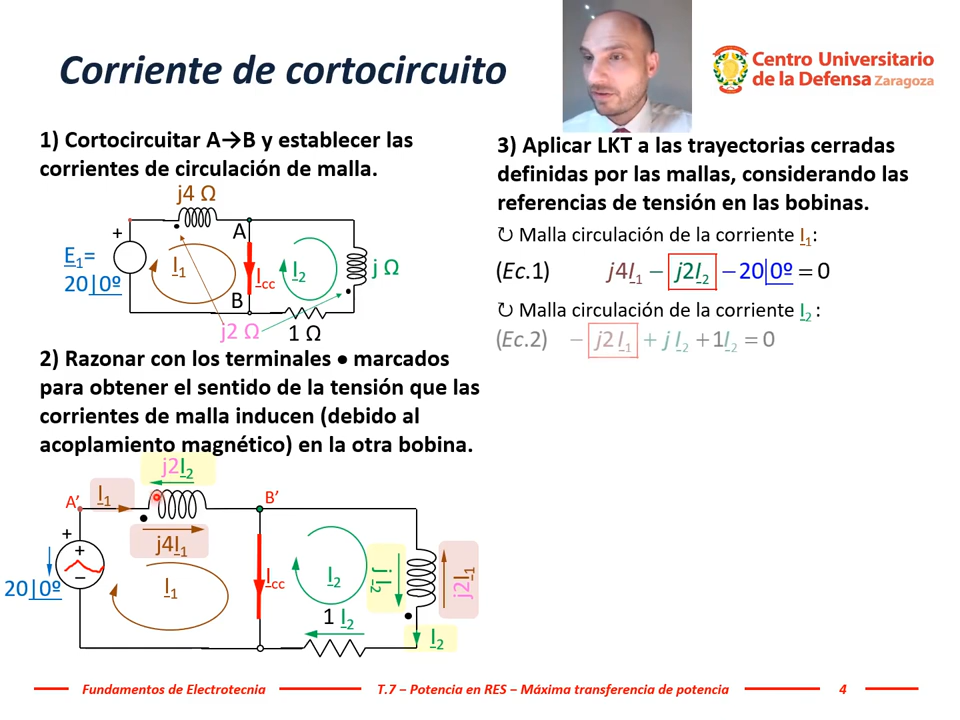 Corriente de cortocircuito
Centro Universitario
de la Defensa Zaragoza
1) Cortocircuitar A→B y establecer las
corrientes de circulación de malla.
j4 Ω
+
A
E₁=
20|0º
I₁
Icc
I₂
j Ω
B
j2 Ω
1 Ω
2) Razonar con los terminales ● marcados
para obtener el sentido de la tensión que las
corrientes de malla inducen (debido al
acoplamiento magnético) en la otra bobina.
j2I₂
A’
I₁
B’
+
j4I₁
+
−
20|0º
I₁
Icc
I₂
j I₂
j2I₁
1 I₂
I₂
3) Aplicar LKT a las trayectorias cerradas
definidas por las mallas, considerando las
referencias de tensión en las bobinas.
↻ Malla circulación de la corriente I₁:
(Ec.1) j4I₁ − j2I₂ − 20|0º = 0
↻ Malla circulación de la corriente I₂ :
(Ec.2) − j2 I₁ + j I₂ + 1I₂ = 0
Fundamentos de Electrotecnia
T.7 – Potencia en RES – Máxima transferencia de potencia
4